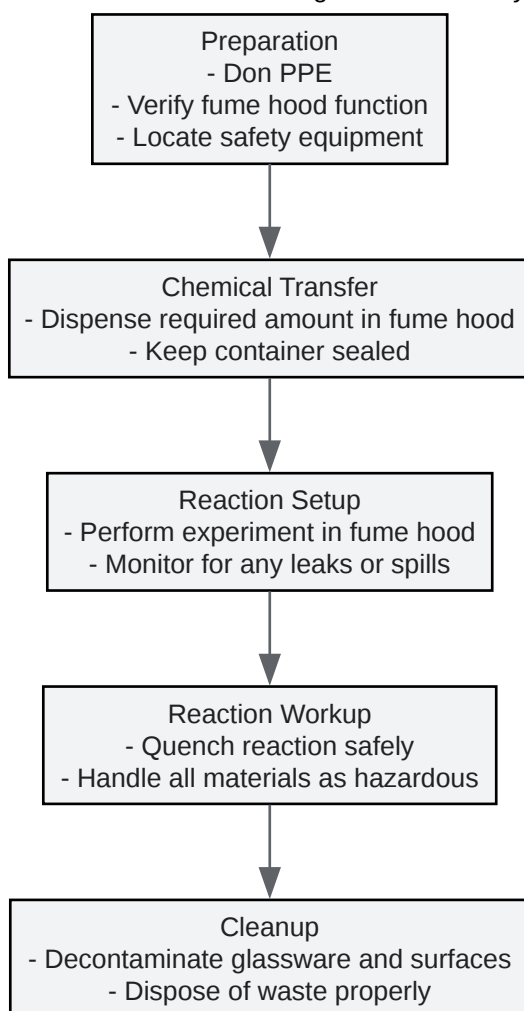 Preparation
- Don PPE
- Verify fume hood function
- Locate safety equipment
Chemical Transfer
- Dispense required amount in fume hood
- Keep container sealed
Reaction Setup
- Perform experiment in fume hood
- Monitor for any leaks or spills
Reaction Workup
- Quench reaction safely
- Handle all materials as hazardous
Cleanup
- Decontaminate glassware and surfaces
- Dispose of waste properly